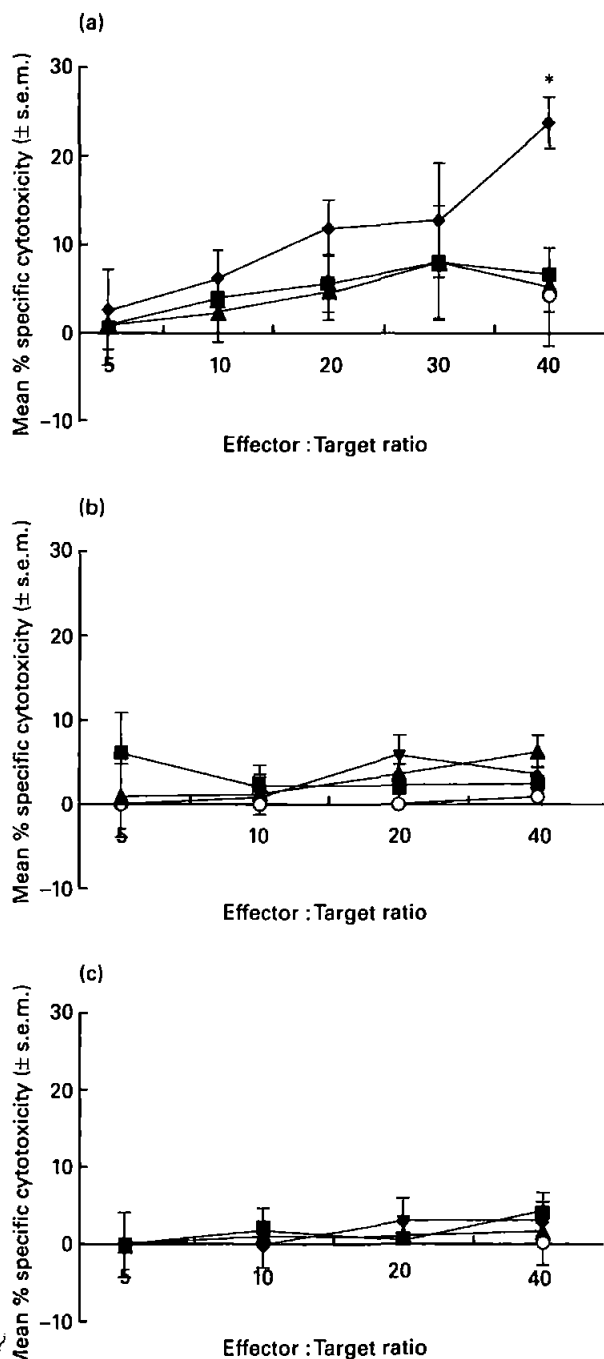 (a)
Mean % specific cytotoxicity (± s.e.m.)
30
20
10
0
−10
*
5 10 20 30 40
Effector : Target ratio
(b)
Mean % specific cytotoxicity (± s.e.m.)
30
20
10
0
−10
5 10 20 40
Effector : Target ratio
(c)
Mean % specific cytotoxicity (± s.e.m.)
30
20
10
0
−10
5 10 20 40
Effector : Target ratio